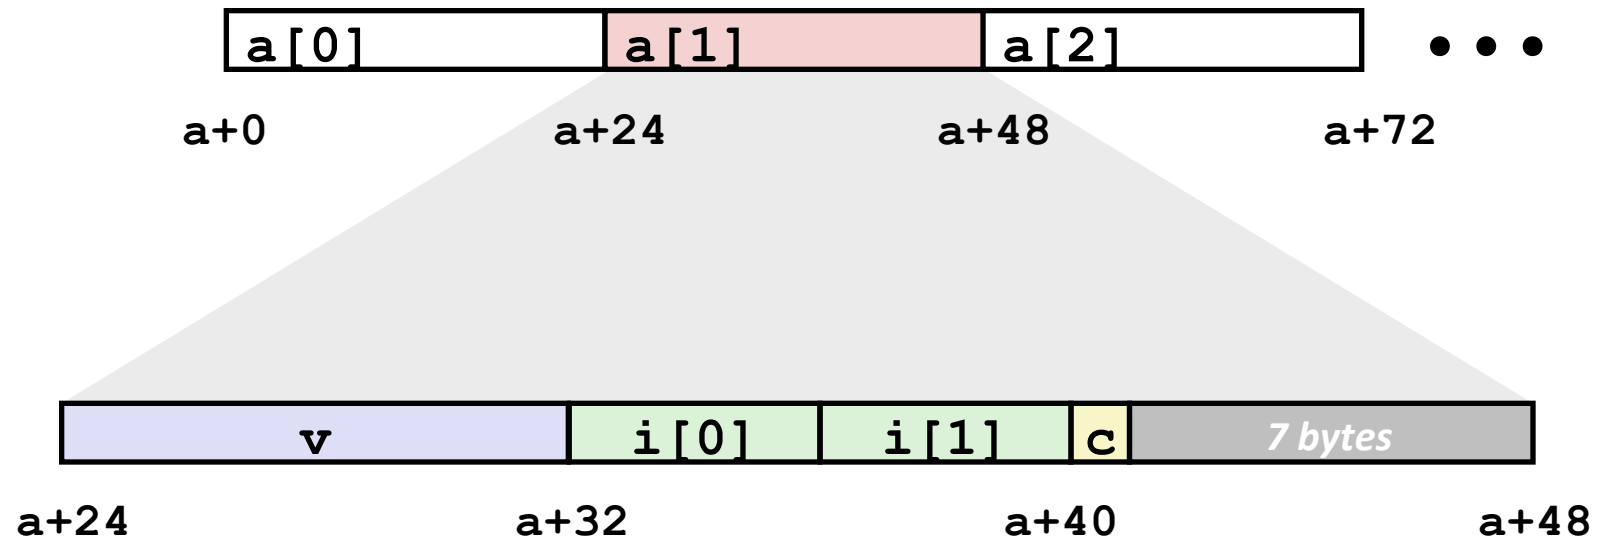 a[0] a[1] a[2] •••
a+0 a+24 a+48 a+72
v i[0] i[1] c 7 bytes
a+24 a+32 a+40 a+48